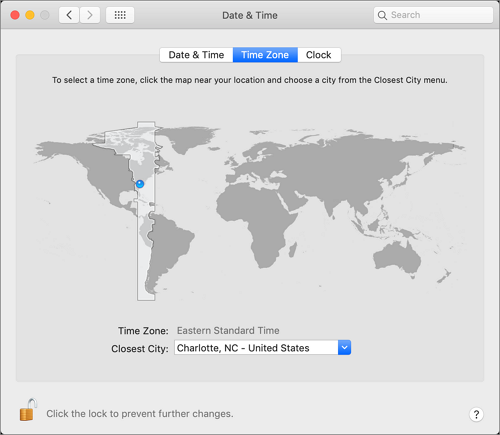 Date & Time
Search
Date & Time Time Zone Clock
To select a time zone, click the map near your location and choose a city from the Closest City menu.
Time Zone: Eastern Standard Time
Closest City: Charlotte, NC - United States
Click the lock to prevent further changes.
?